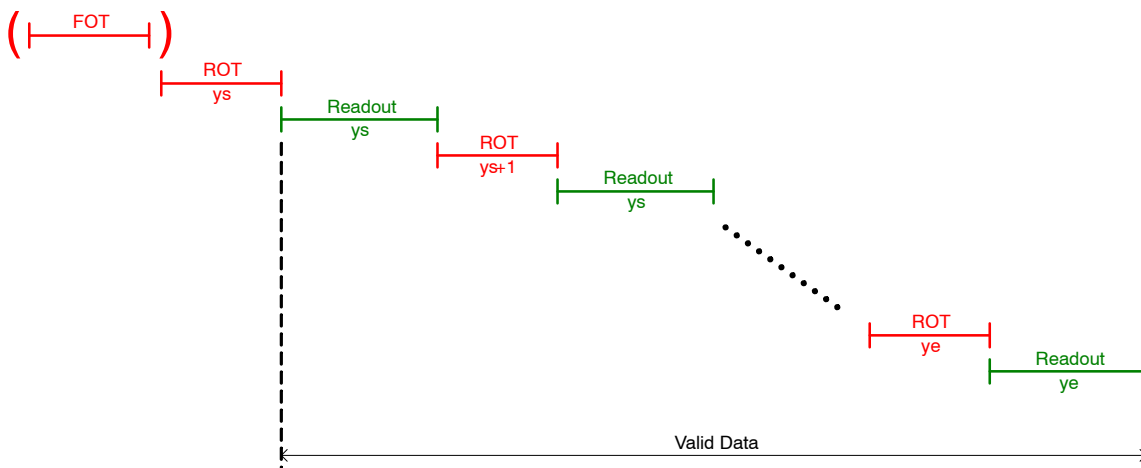 ( FOT )
ROT
ys
Readout
ys
ROT
ys+1
Readout
ys
ROT
ye
Readout
ye
Valid Data